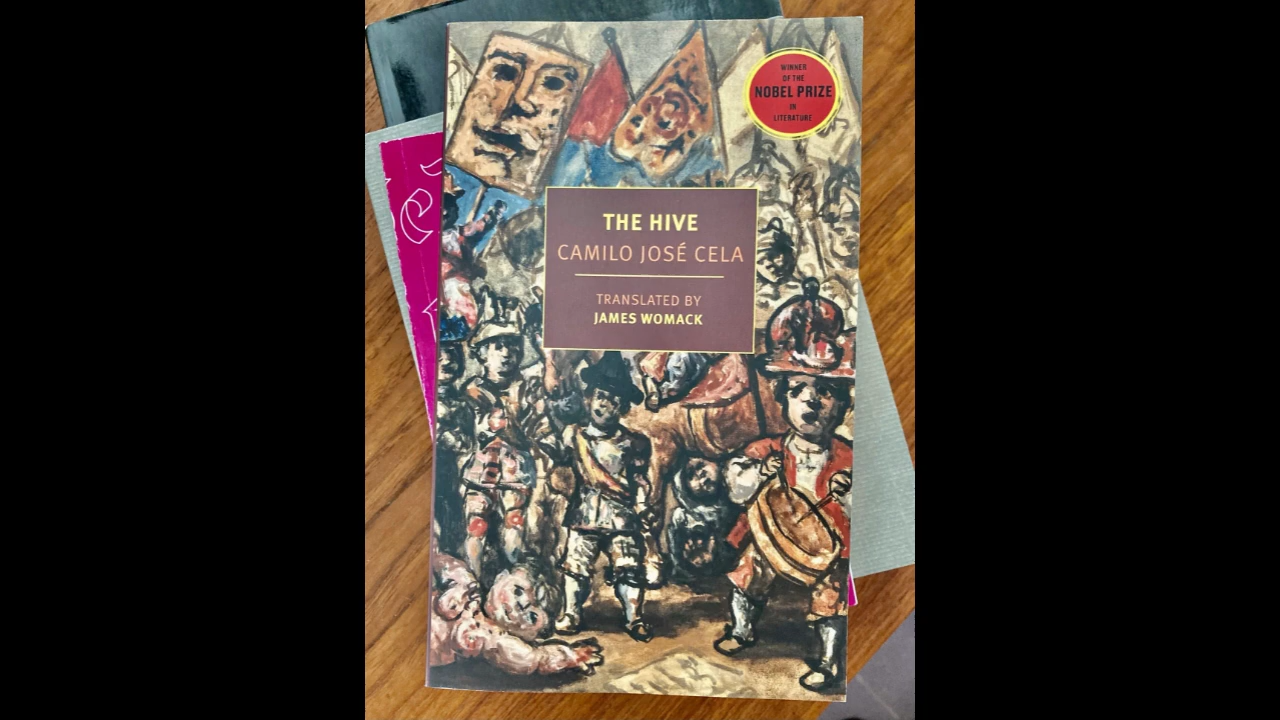 WINNER
OF THE
NOBEL PRIZE
IN
LITERATURE
THE HIVE
CAMILO JOSÉ CELA
TRANSLATED BY
JAMES WOMACK